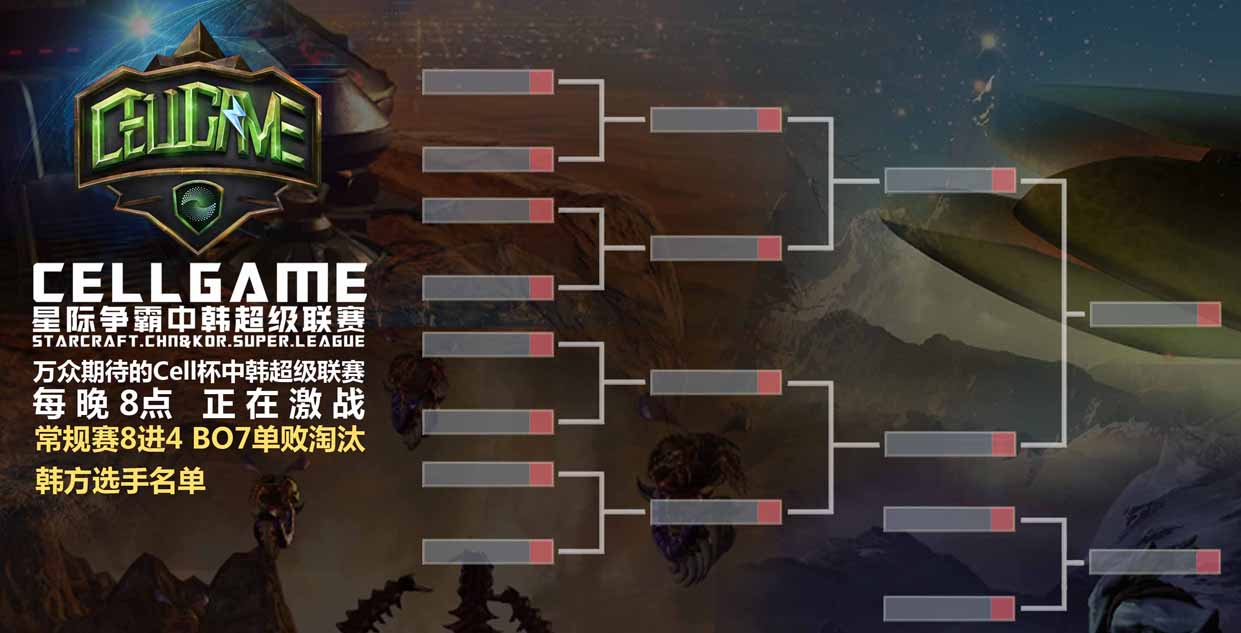 CELLGAME
CELLGAME
星际争霸中韩超级联赛
STARCRAFT.CHN&KOR.SUPER.LEAGUE
万众期待的Cell杯中韩超级联赛
每晚8点 正在激战
常规赛8进4 BO7单败淘汰
韩方选手名单